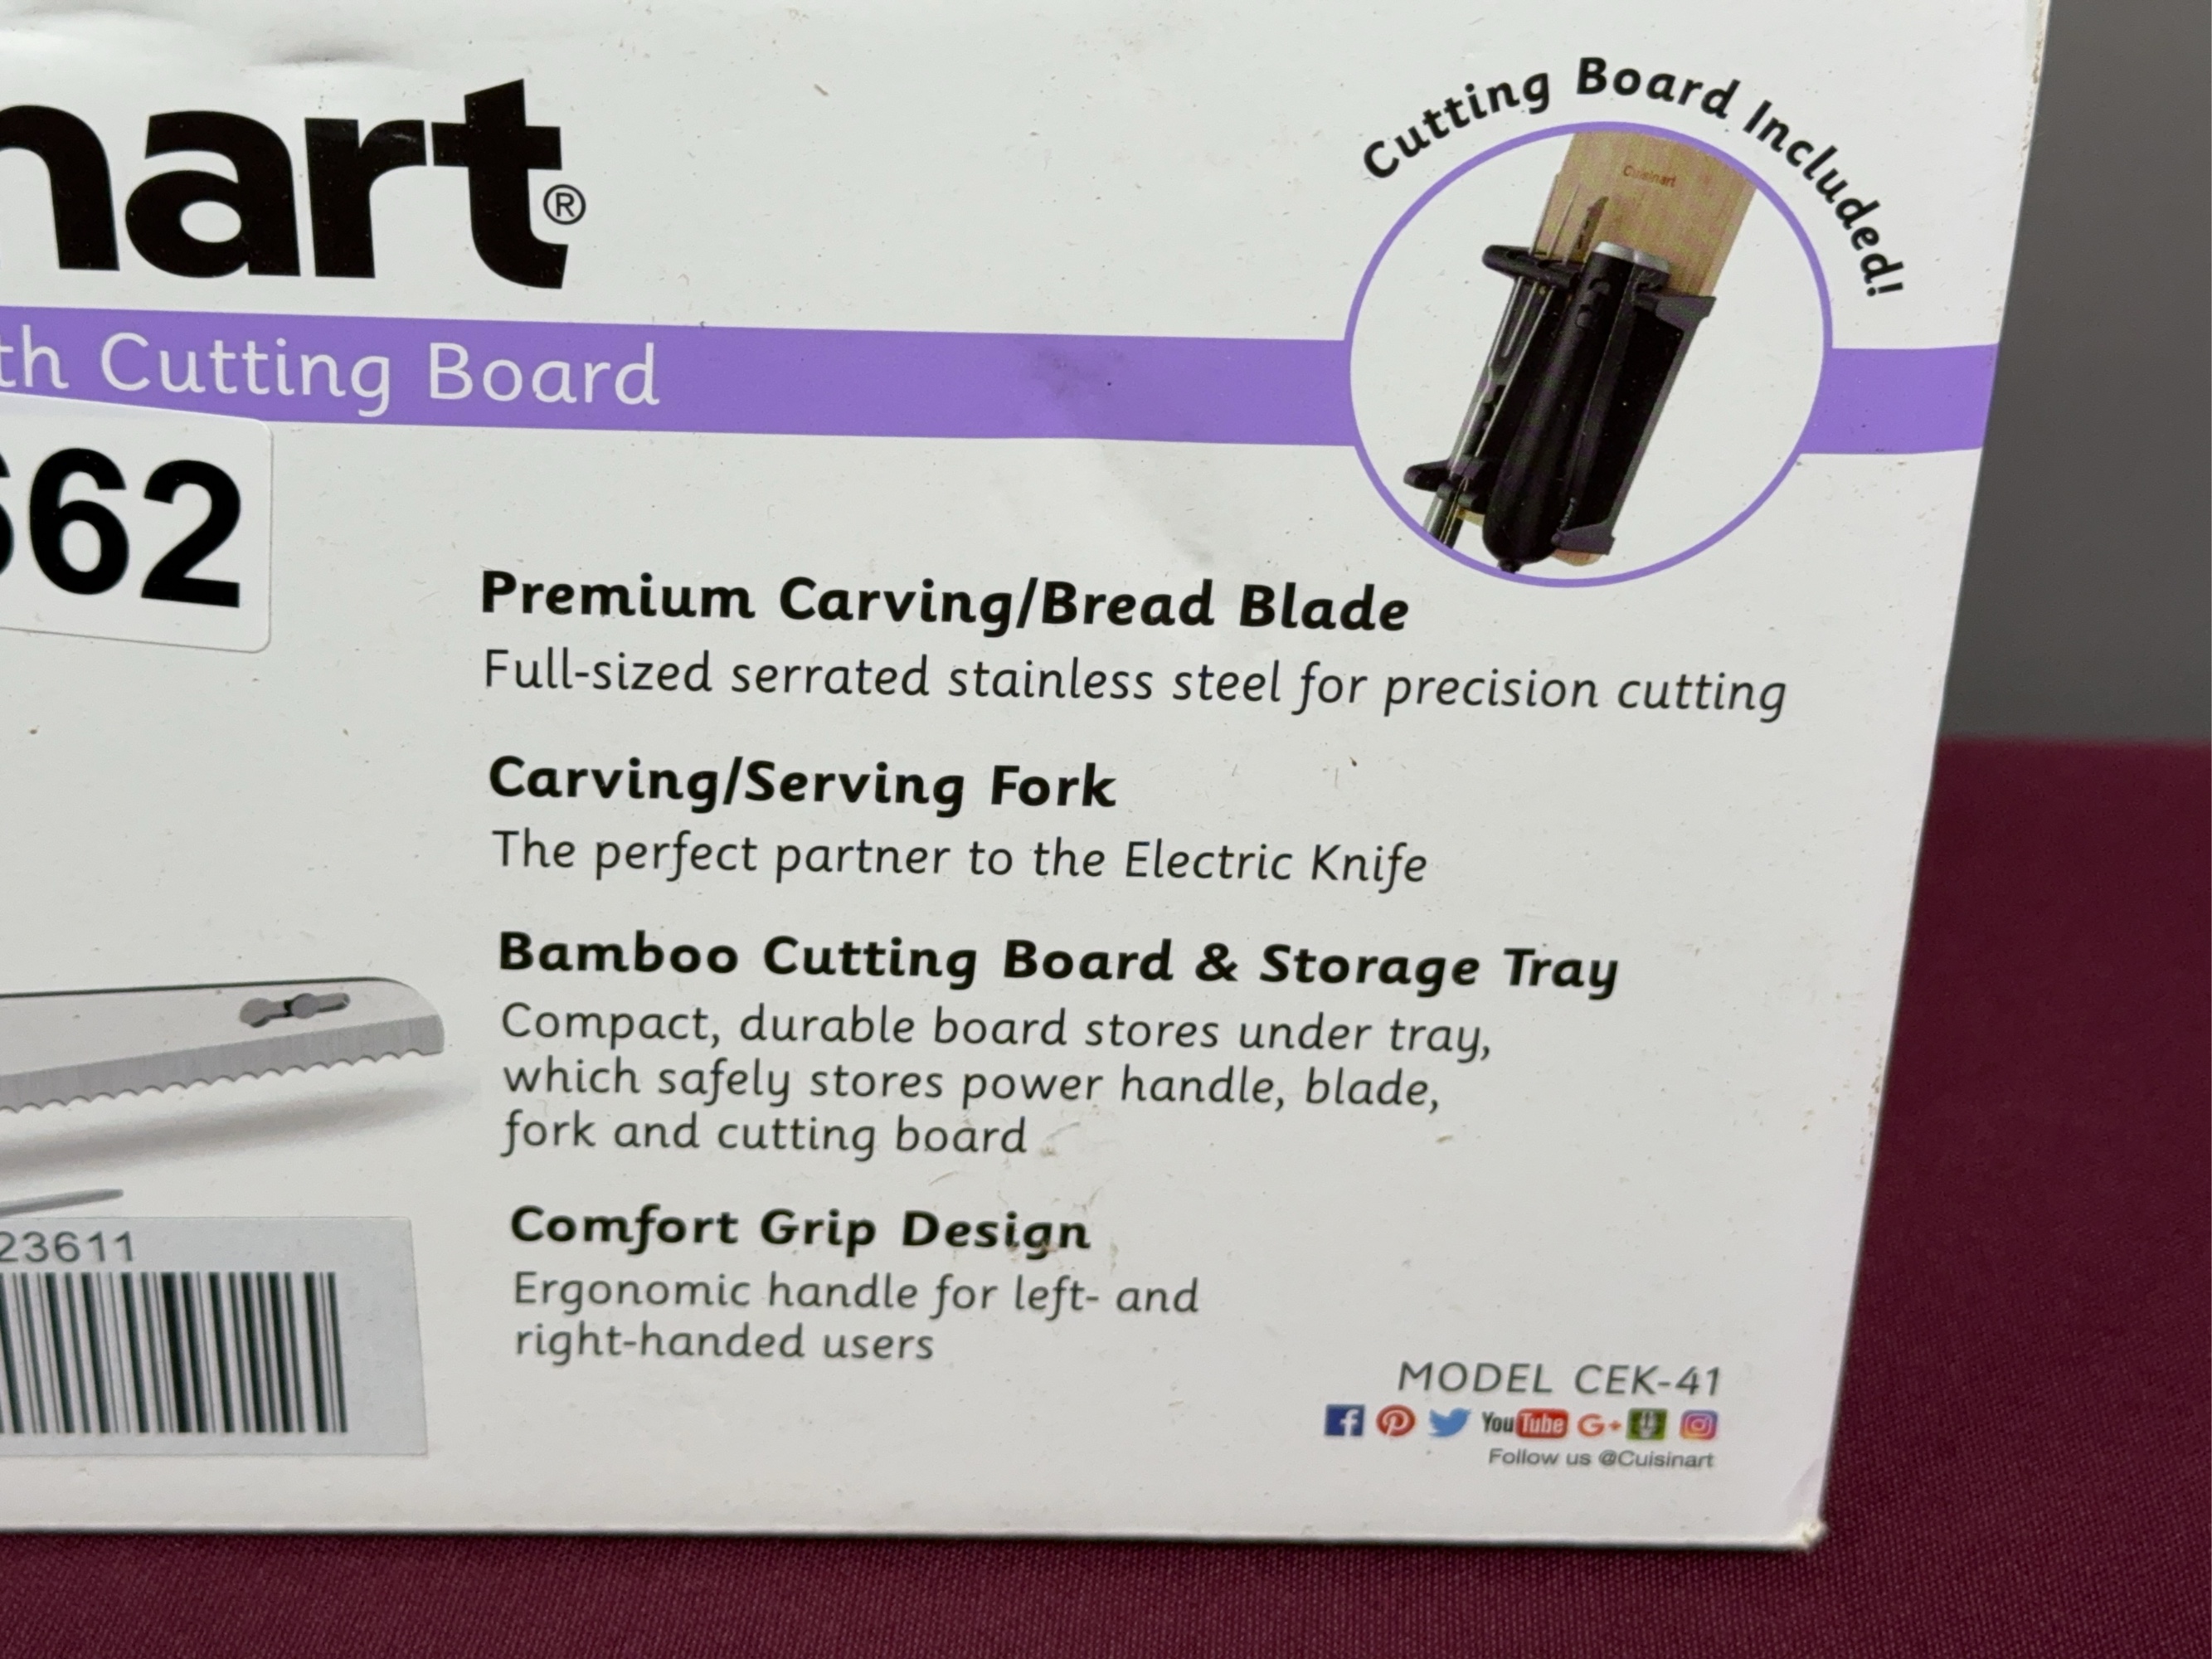 Cutting Board Included!
Cuisinart
nart®
th Cutting Board
662
Premium Carving/Bread Blade
Full-sized serrated stainless steel for precision cutting
Carving/Serving Fork
The perfect partner to the Electric Knife
Bamboo Cutting Board & Storage Tray
Compact, durable board stores under tray,
which safely stores power handle, blade,
fork and cutting board
Comfort Grip Design
Ergonomic handle for left- and
right-handed users
23611
MODEL CEK-41
YouTube G+
Follow us @Cuisinart